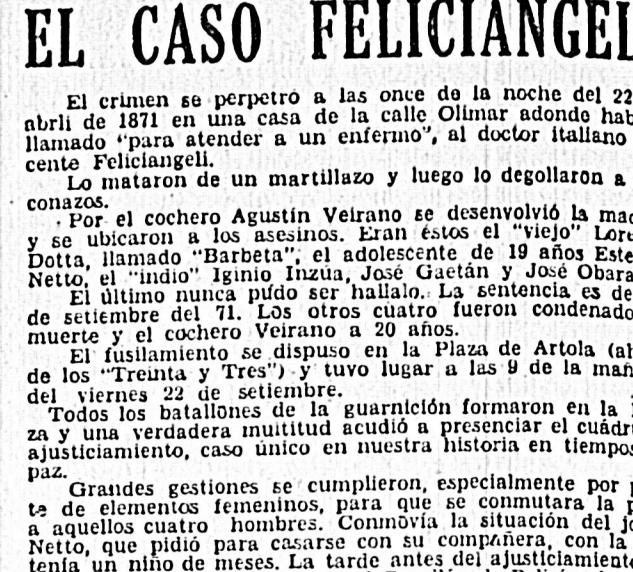 EL CASO FELICIANGEL
El crimen se perpetró a las once de la noche del 22
abrli de 1871 en una casa de la calle Olimar adonde hab
llamado "para atender a un enfermo", al doctor italiano
cente Feliciangeli.
Lo mataron de un martillazo y luego lo degollaron a
conazos.
Por el cochero Agustín Veirano se desenvolvió la mad
y se ubicaron a los asesinos. Eran éstos el "viejo" Lore
Dotta, llamado "Barbeta"; el adolescente de 19 años Este
Netto, el "indio" Iginio Inzúa, José Gaetán y José Obara
El último nunca pudo ser hallalo. La sentencia es de
de setiembre del 71. Los otros cuatro fueron condenado
muerte y el cochero Veirano a 20 años.
El fusilamiento se dispuso en la Plaza de Artola (ah
de los "Treinta y Tres") y tuvo lugar a las 9 de la mañ
del viernes 22 de setiembre.
Todos los batallones de la guarnición formaron en la
za y una verdadera multitud acudió a presenciar el cuádr
ajusticiamiento, caso único en nuestra historia en tiempos
paz.
Grandes gestiones se cumplieron, especialmente por p
te de elementos femeninos, para que se conmutara la p
a aquellos cuatro hombres. Conmovía la situación del jo
Netto, que pidió para casarse con su compañera, con la
tenía un niño de meses. La tarde antes del ajusticiamiento